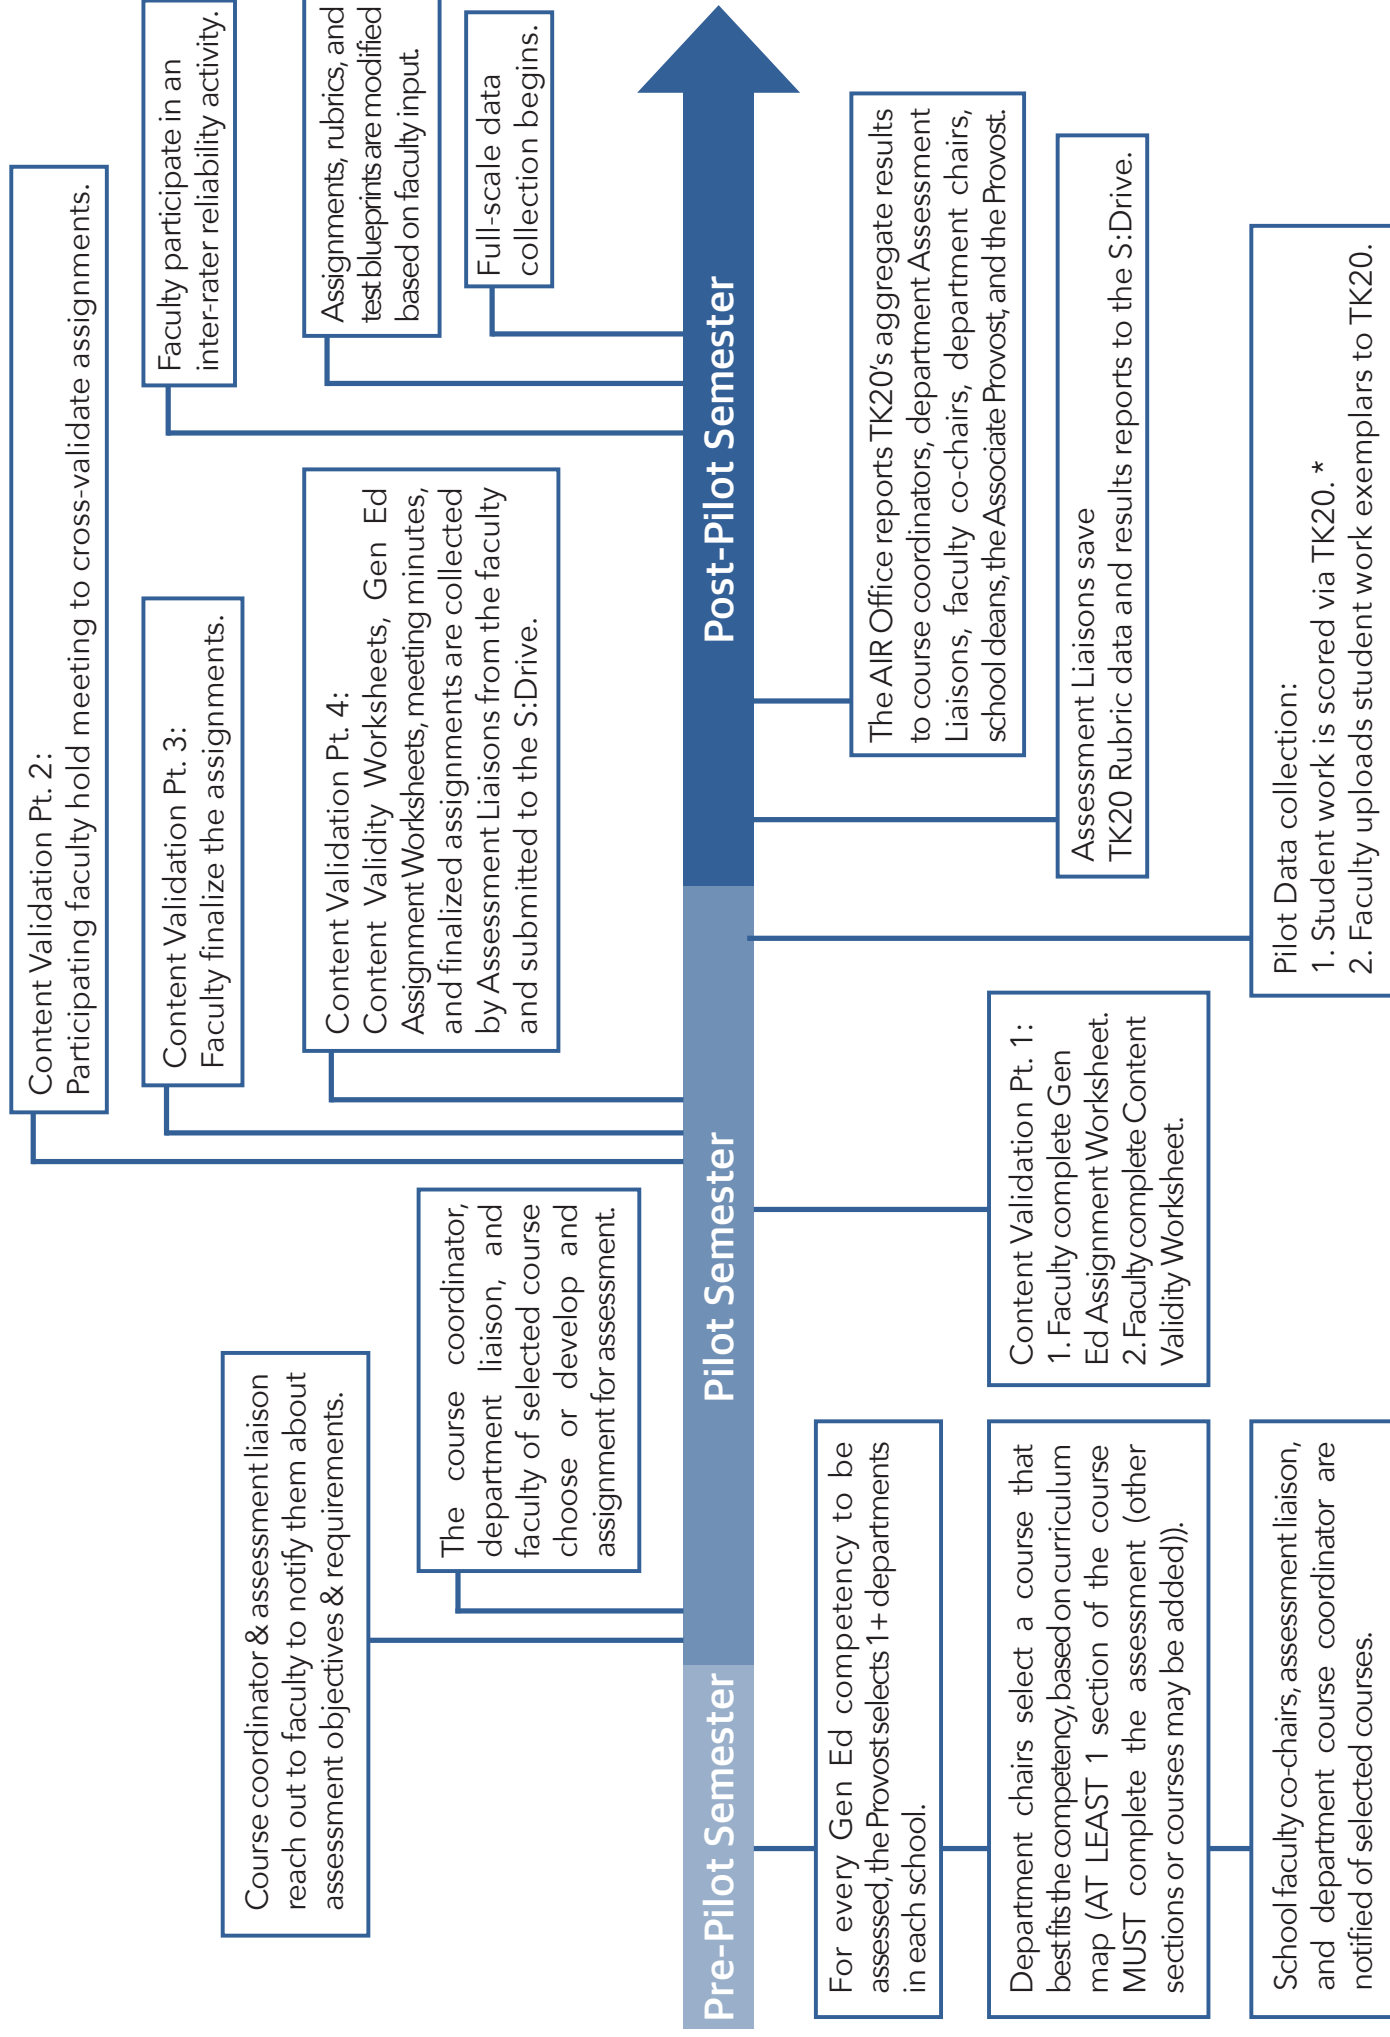 Pre-Pilot Semester
For every Gen Ed competency to be
assessed, the Provost selects 1+ departments
in each school.
Department chairs select a course that
best fits the competency, based on curriculum
map (AT LEAST 1 section of the course
MUST complete the assessment (other
sections or courses may be added)).
School faculty co-chairs, assessment liaison,
and department course coordinator are
notified of selected courses.
Pilot Semester
Course coordinator & assessment liaison
reach out to faculty to notify them about
assessment objectives & requirements.
The course coordinator,
department liaison, and
faculty of selected course
choose or develop and
assignment for assessment.
Content Validation Pt. 1:
1. Faculty complete Gen
Ed Assignment Worksheet.
2. Faculty complete Content
Validity Worksheet.
Content Validation Pt. 2:
Participating faculty hold meeting to cross-validate assignments.
Content Validation Pt. 3:
Faculty finalize the assignments.
Content Validation Pt. 4:
Content Validity Worksheets, Gen Ed
Assignment Worksheets, meeting minutes,
and finalized assignments are collected
by Assessment Liaisons from the faculty
and submitted to the S:Drive.
Pilot Data collection:
1. Student work is scored via TK20. *
2. Faculty uploads student work exemplars to TK20.
Post-Pilot Semester
Assessment Liaisons save
TK20 Rubric data and results reports to the S:Drive.
The AIR Office reports TK20's aggregate results
to course coordinators, department Assessment
Liaisons, faculty co-chairs, department chairs,
school deans, the Associate Provost, and the Provost.
Faculty participate in an
inter-rater reliability activity.
Assignments, rubrics, and
test blueprints are modified
based on faculty input.
Full-scale data
collection begins.